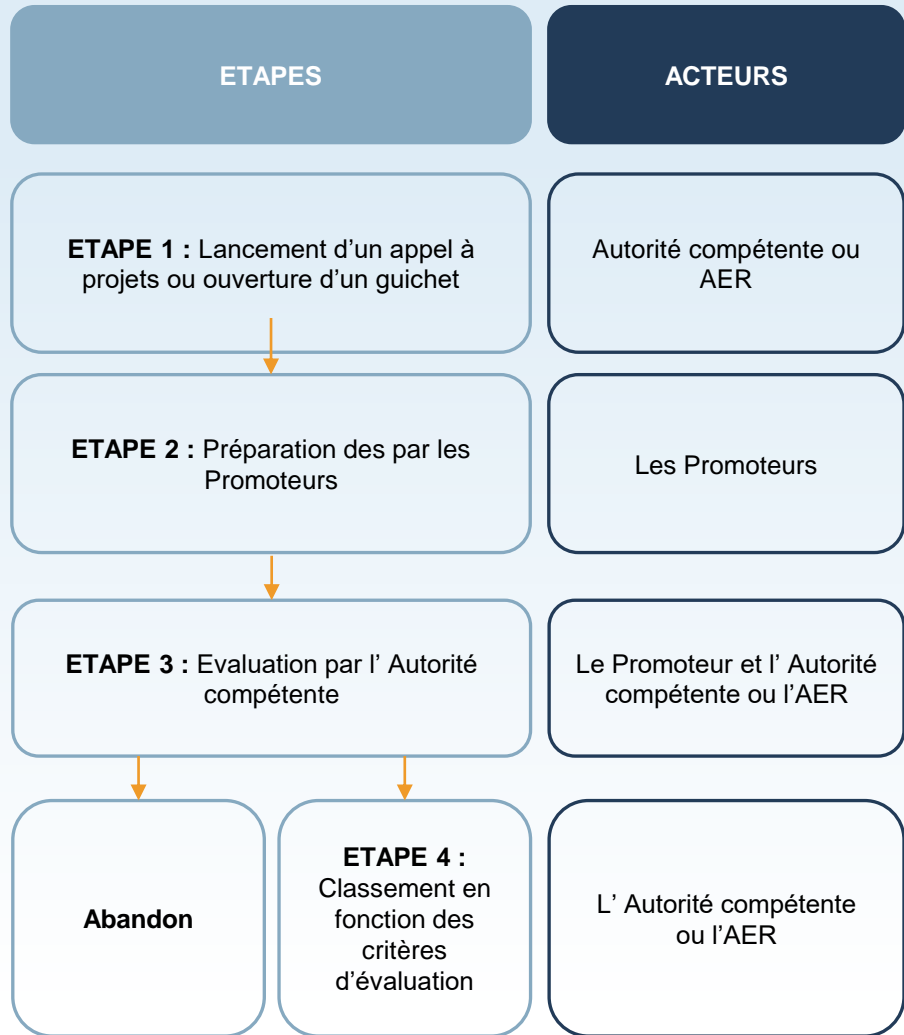 ETAPES
ACTEURS
ETAPE 1 : Lancement d’un appel à
projets ou ouverture d’un guichet
Autorité compétente ou
AER
ETAPE 2 : Préparation des par les
Promoteurs
Les Promoteurs
ETAPE 3 : Evaluation par l’ Autorité
compétente
Le Promoteur et l’ Autorité
compétente ou l’AER
Abandon
ETAPE 4 :
Classement en
fonction des
critères
d’évaluation
L’ Autorité compétente
ou l’AER